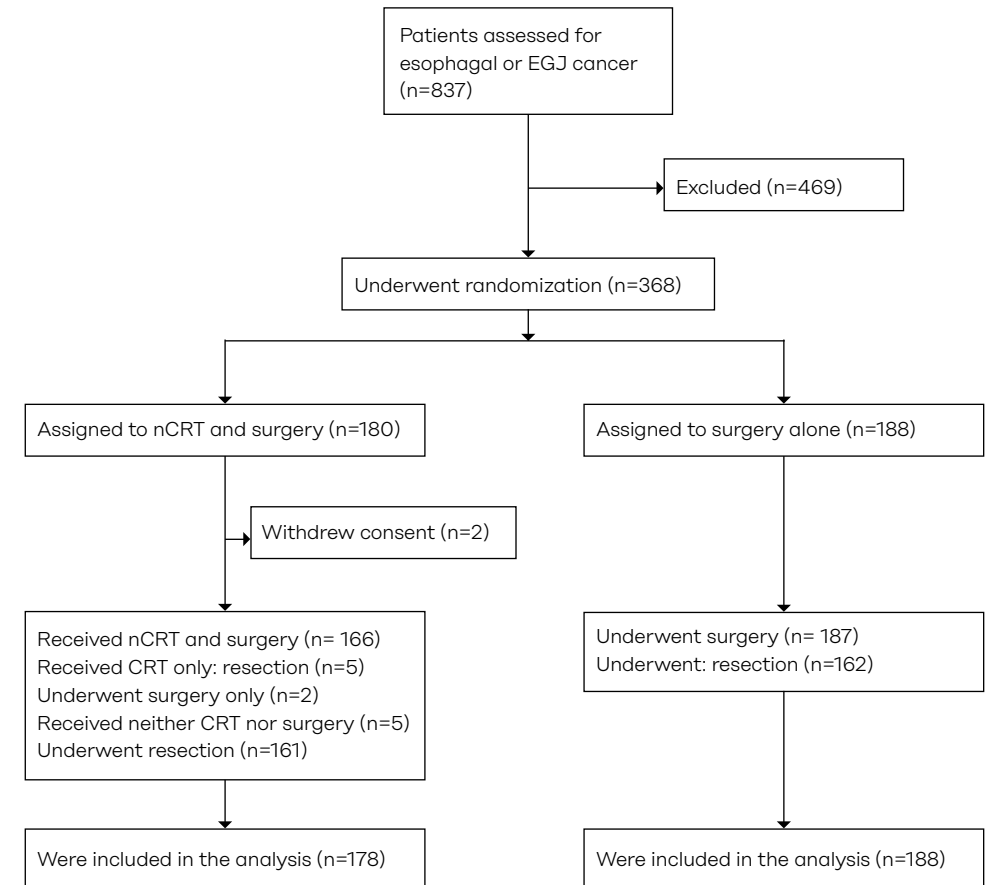 Patients assessed for
esophagal or EGJ cancer
(n=837)
Excluded (n=469)
Underwent randomization (n=368)
Assigned to nCRT and surgery (n=180)
Assigned to surgery alone (n=188)
Withdrew consent (n=2)
Received nCRT and surgery (n= 166)
Received CRT only: resection (n=5)
Underwent surgery only (n=2)
Received neither CRT nor surgery (n=5)
Underwent resection (n=161)
Underwent surgery (n= 187)
Underwent: resection (n=162)
Were included in the analysis (n=178)
Were included in the analysis (n=188)